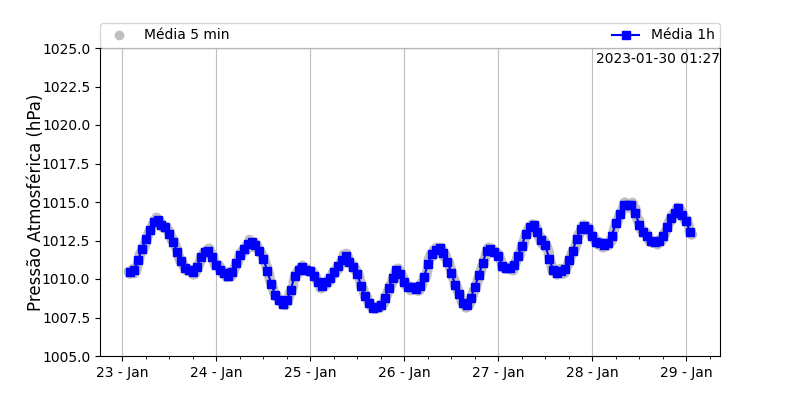 Média 5 min
Média 1h
2023-01-30 01:27
Pressão Atmosférica (hPa)
1025.0
1022.5
1020.0
1017.5
1015.0
1012.5
1010.0
1007.5
1005.0
23 - Jan
24 - Jan
25 - Jan
26 - Jan
27 - Jan
28 - Jan
29 - Jan